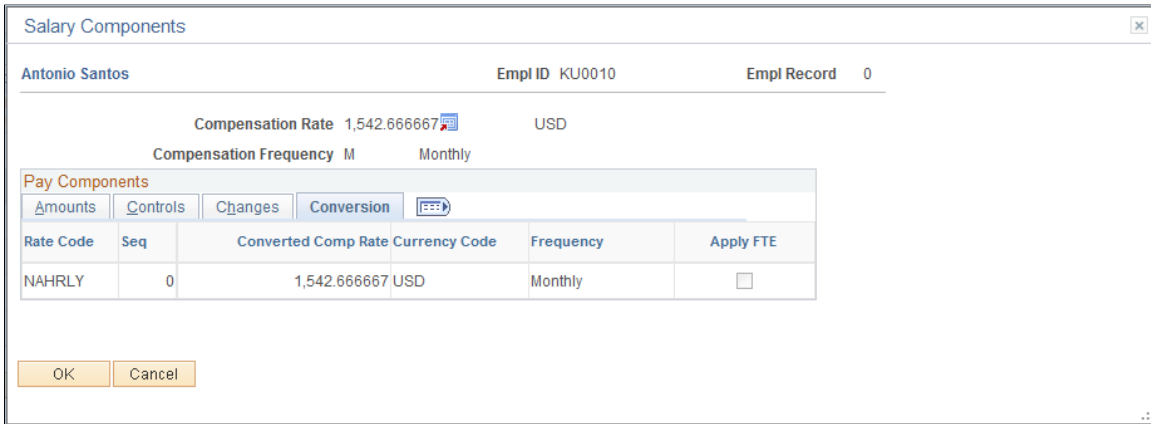 Salary Components
Antonio Santos Empl ID KU0010 Empl Record 0
Compensation Rate 1,542.666667 USD
Compensation Frequency M Monthly
Pay Components
Amounts Controls Changes Conversion
Rate Code Seq Converted Comp Rate Currency Code Frequency Apply FTE
NAHRLY 0 1,542.666667 USD Monthly
OK Cancel